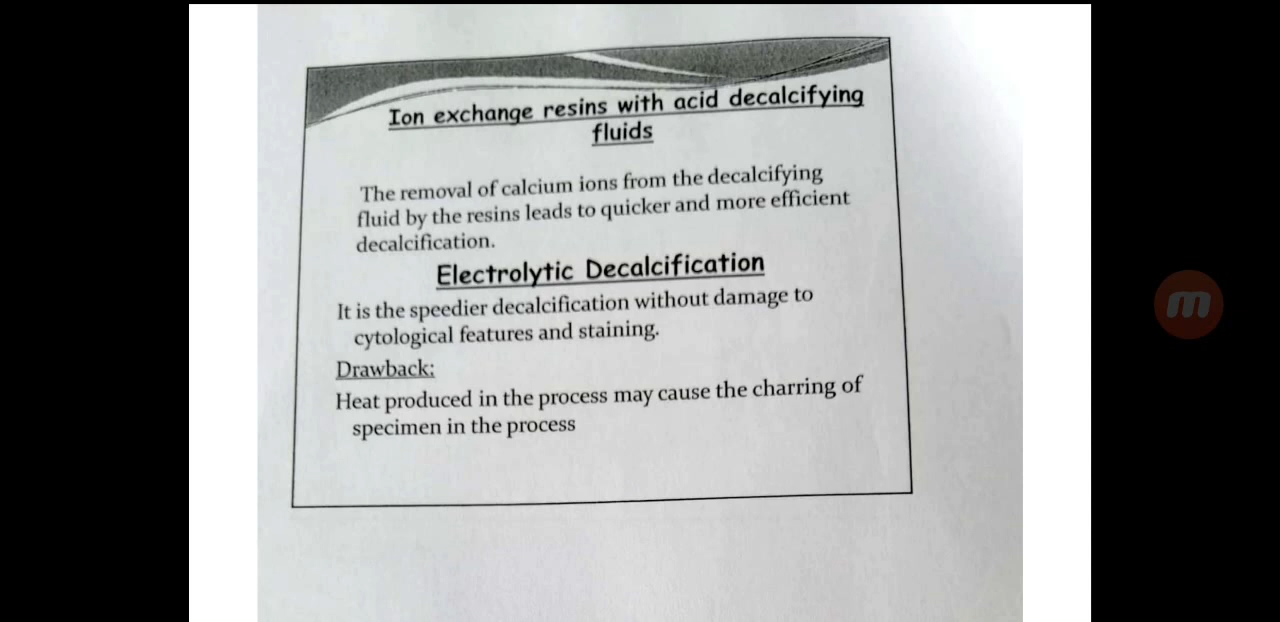 Ion exchange resins with acid decalcifying
fluids
The removal of calcium ions from the decalcifying
fluid by the resins leads to quicker and more efficient
decalcification.
Electrolytic Decalcification
It is the speedier decalcification without damage to
cytological features and staining.
Drawback:
Heat produced in the process may cause the charring of
specimen in the process
m